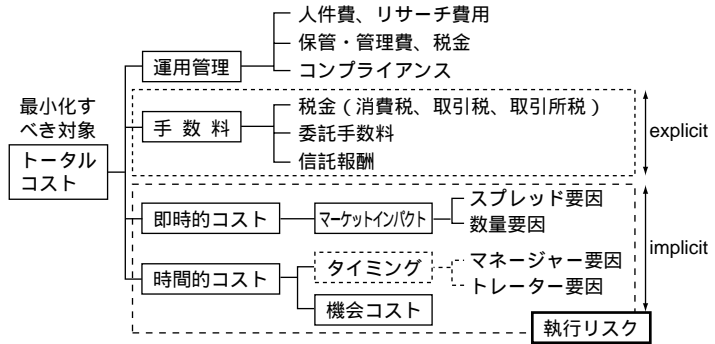 人件費、リサーチ費用
保管・管理費、税金
コンプライアンス
運用管理
税金（消費税、取引税、取引所税）
委託手数料
信託報酬
手 数 料
explicit
最小化す
べき対象
トータル
コスト
即時的コスト
マーケットインパクト
スプレッド要因
数量要因
implicit
時間的コスト
タイミング
マネージャー要因
トレーター要因
機会コスト
執行リスク